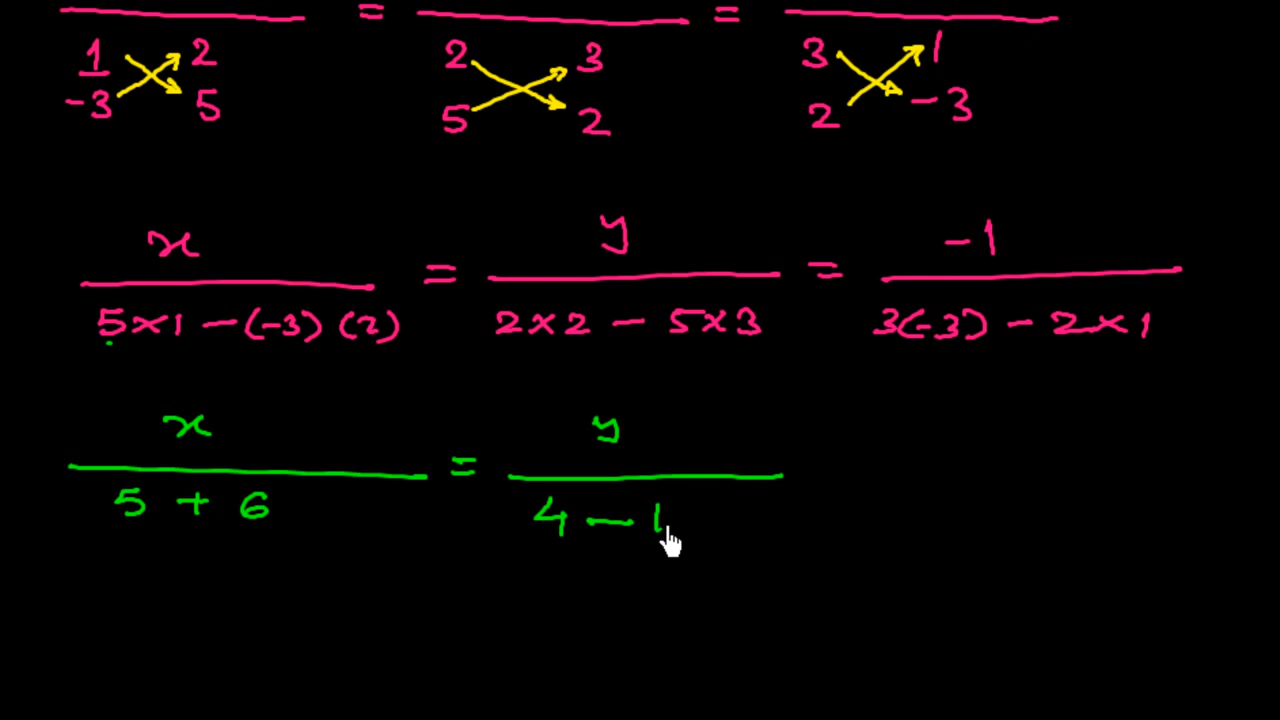 = =
1 2 2 3 3 1
-3 5 5 2 2 -3
x = y = -1
5×1 - (-3) (2) 2×2 - 5×3 3(-3) - 2×1
x = y
5 + 6 4 - 1